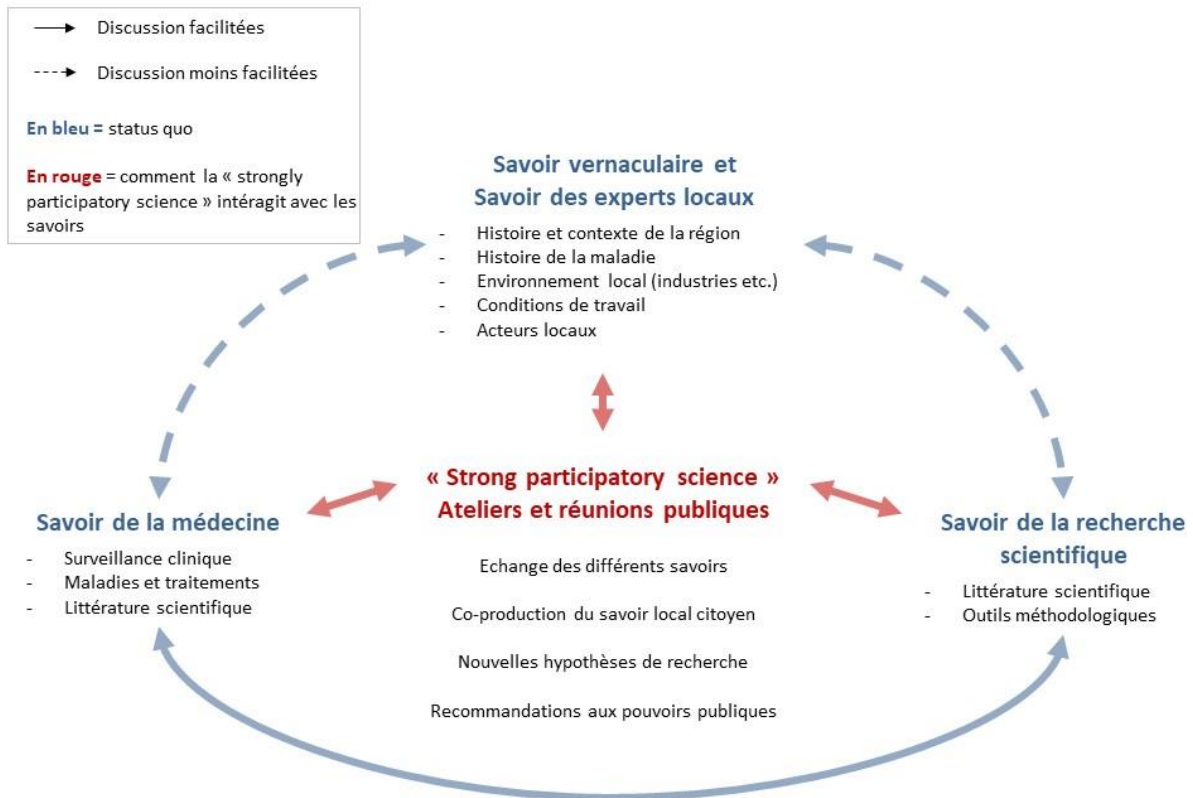 Discussion facilitées
Discussion moins facilitées
En bleu = status quo
En rouge = comment la « strongly
participatory science » intéragit avec les
savoirs
Savoir vernaculaire et
Savoir des experts locaux
- Histoire et contexte de la région
- Histoire de la maladie
- Environnement local (industries etc.)
- Conditions de travail
- Acteurs locaux
« Strong participatory science »
Ateliers et réunions publiques
Echange des différents savoirs
Co-production du savoir local citoyen
Nouvelles hypothèses de recherche
Recommandations aux pouvoirs publiques
Savoir de la médecine
- Surveillance clinique
- Maladies et traitements
- Littérature scientifique
Savoir de la recherche
scientifique
- Littérature scientifique
- Outils méthodologiques